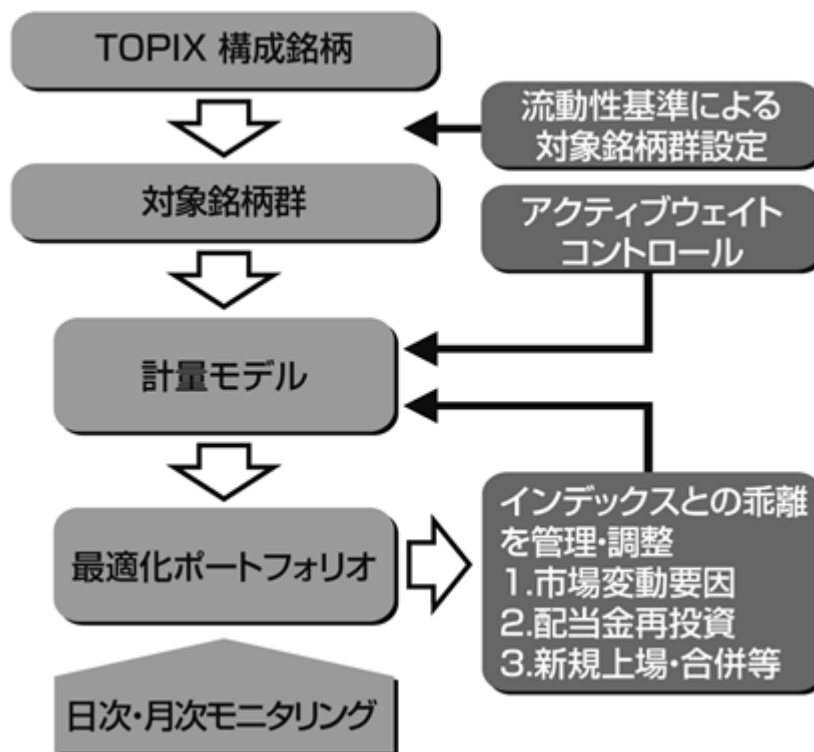 TOPIX 構成銘柄
流動性基準による
対象銘柄群設定
対象銘柄群
アクティブウェイト
コントロール
計量モデル
最適化ポートフォリオ
インデックスとの乖離
を管理・調整
1.市場変動要因
2.配当金再投資
3.新規上場・合併等
日次・月次モニタリング